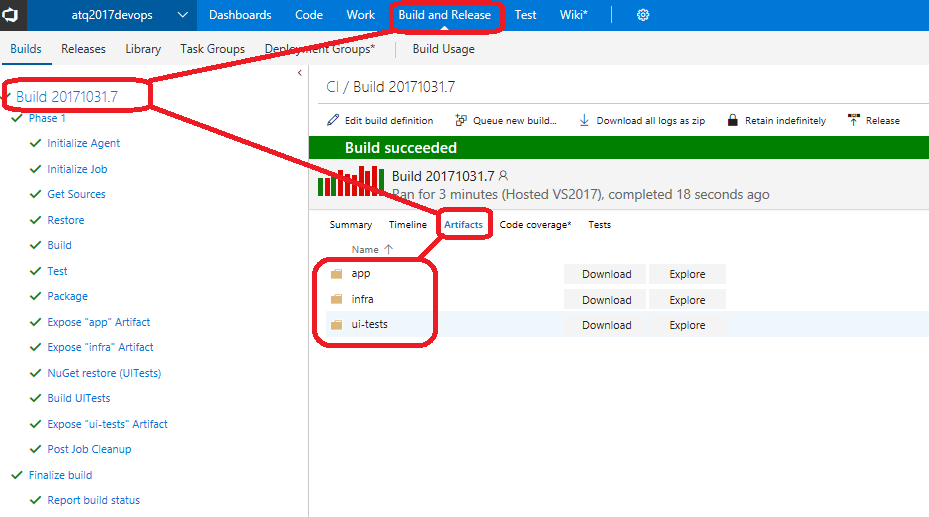 atq2017devops Dashboards Code Work Build and Release Test Wiki*
Builds Releases Library Task Groups Deployment Groups* Build Usage
Build 20171031.7
Phase 1
Initialize Agent
Initialize Job
Get Sources
Restore
Build
Test
Package
Expose "app" Artifact
Expose "infra" Artifact
NuGet restore (UITests)
Build UITests
Expose "ui-tests" Artifact
Post Job Cleanup
Finalize build
Report build status
CI / Build 20171031.7
Edit build definition Queue new build... Download all logs as zip Retain indefinitely Release
Build succeeded
Build 20171031.7
Ran for 3 minutes (Hosted VS2017), completed 18 seconds ago
Summary Timeline Artifacts Code coverage* Tests
Name
app Download Explore
infra Download Explore
ui-tests Download Explore